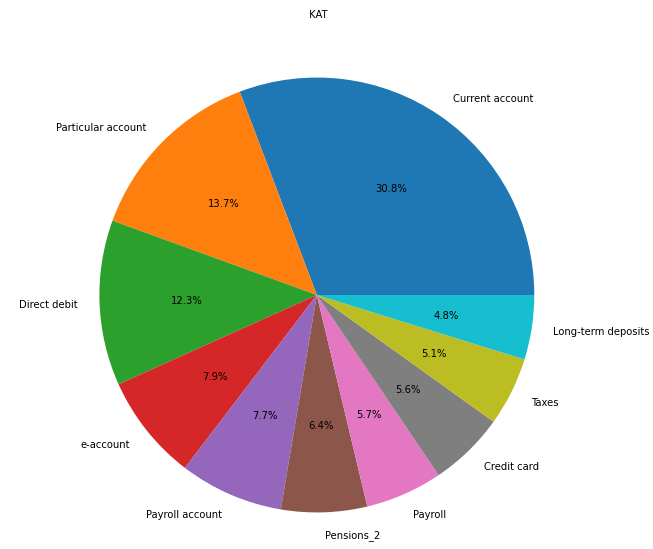 KAT
Current account
30.8%
Particular account
13.7%
Direct debit
12.3%
e-account
7.9%
Payroll account
7.7%
Pensions_2
6.4%
Payroll
5.7%
Credit card
5.6%
Taxes
5.1%
Long-term deposits
4.8%